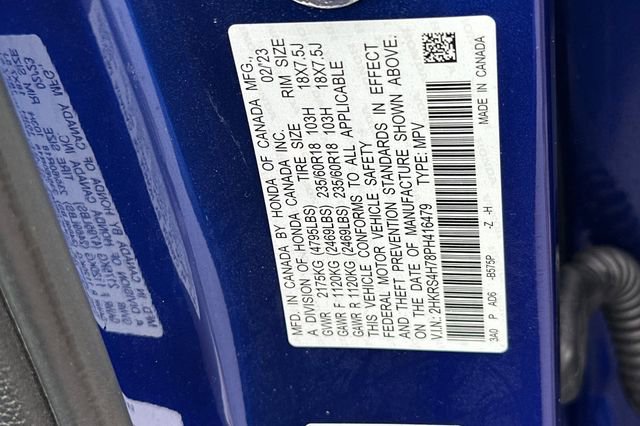 MFD. IN CANADA BY HONDA OF CANADA MFG.,
A DIVISION OF HONDA CANADA INC. 02/23
TIRE SIZE RIM SIZE
GVWR 2175KG (4795LBS)
GAWR F 1120KG (2469LBS) 235/60R18 103H 18X7.5J
GAWR R 1120KG (2469LBS) 235/60R18 103H 18X7.5J
THIS VEHICLE CONFORMS TO ALL APPLICABLE
FEDERAL MOTOR VEHICLE SAFETY
AND THEFT PREVENTION STANDARDS IN EFFECT
ON THE DATE OF MANUFACTURE SHOWN ABOVE.
V.I.N.: 2HKRS4H78PH416479 TYPE: MPV
3A0 P AD6 -B575P -Z -H MADE IN CANADA